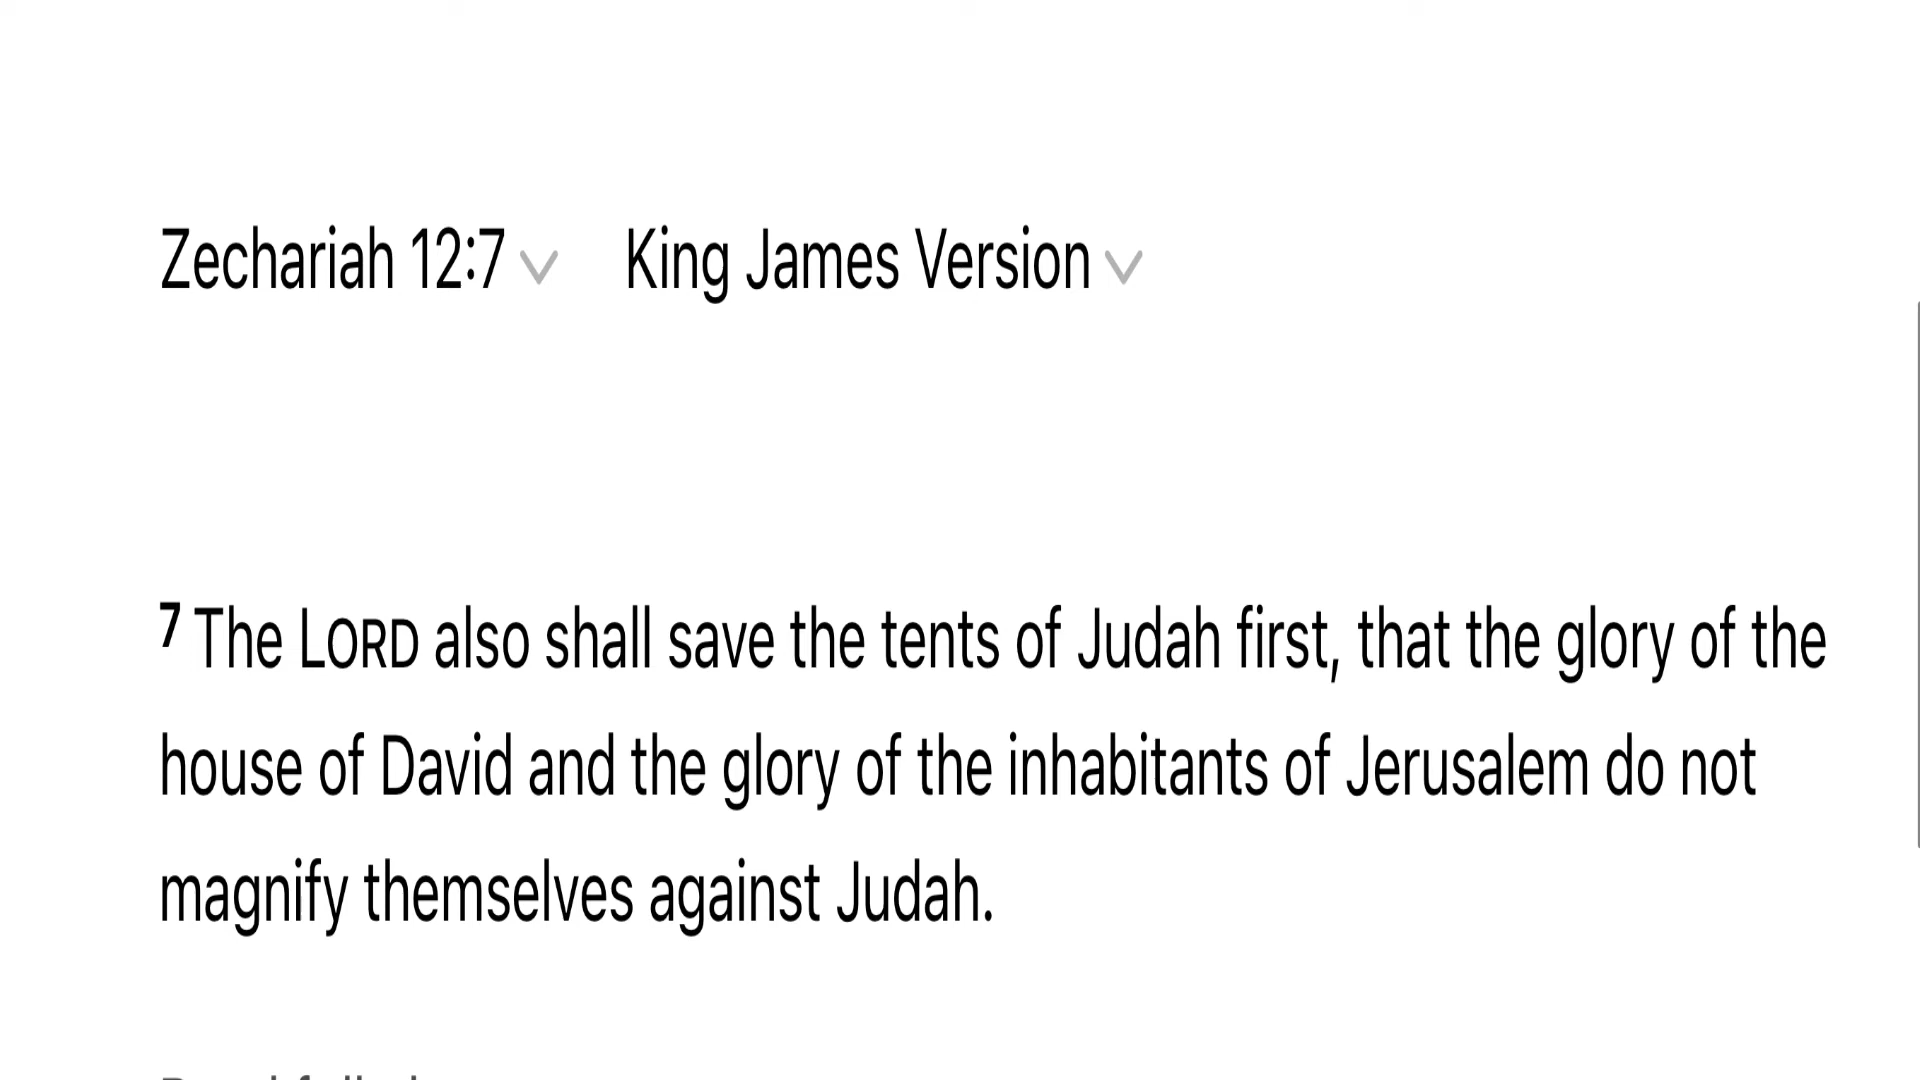 Zechariah 12:7 King James Version
7 The LORD also shall save the tents of Judah first, that the glory of the
house of David and the glory of the inhabitants of Jerusalem do not
magnify themselves against Judah.